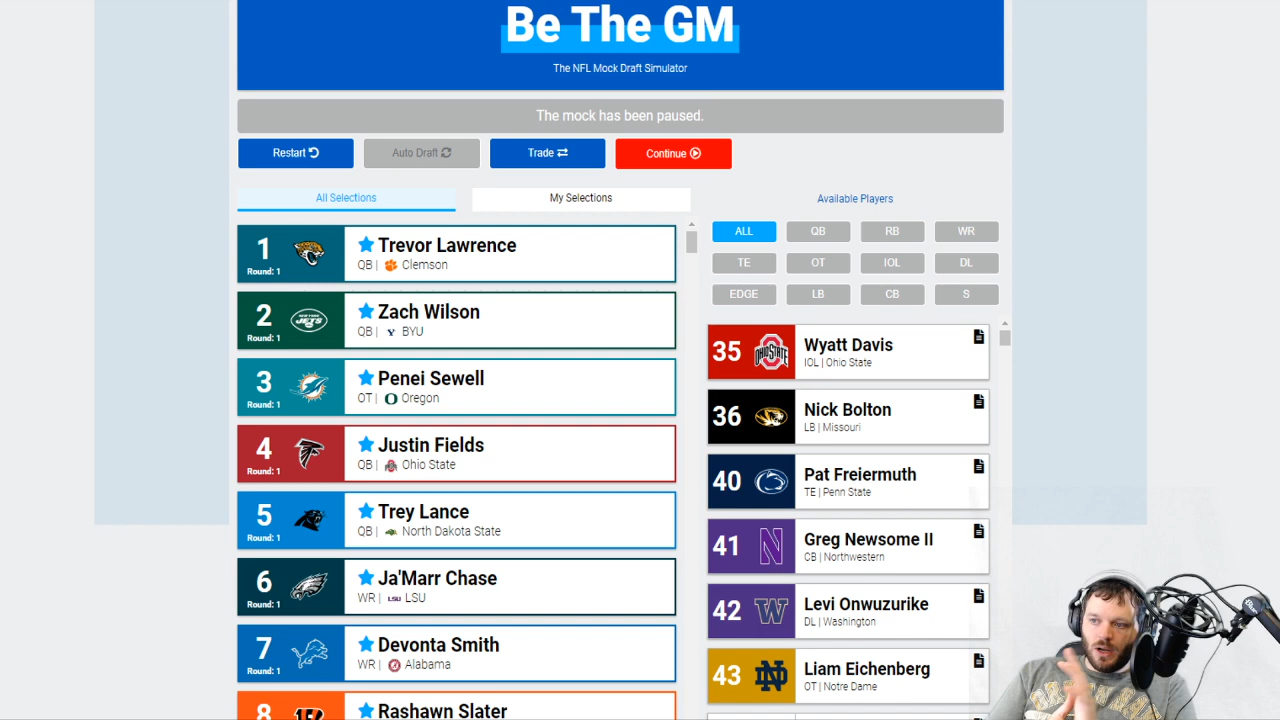 Be The GM
The NFL Mock Draft Simulator
The mock has been paused.
Restart
Auto Draft
Trade
Continue
All Selections
My Selections
1
Round: 1
Trevor Lawrence
QB | Clemson
2
Round: 1
JETS
Zach Wilson
QB | BYU
3
Round: 1
Penei Sewell
OT | Oregon
4
Round: 1
Justin Fields
QB | Ohio State
5
Round: 1
Trey Lance
QB | North Dakota State
6
Round: 1
Ja'Marr Chase
WR | LSU LSU
7
Round: 1
Devonta Smith
WR | Alabama
8
Rashawn Slater
Available Players
ALL
QB
RB
WR
TE
OT
IOL
DL
EDGE
LB
CB
S
35
OHIO STATE
Wyatt Davis
IOL | Ohio State
36
Nick Bolton
LB | Missouri
40
Pat Freiermuth
TE | Penn State
41
N
Greg Newsome II
CB | Northwestern
42
W
Levi Onwuzurike
DL | Washington
43
ND
Liam Eichenberg
OT | Notre Dame